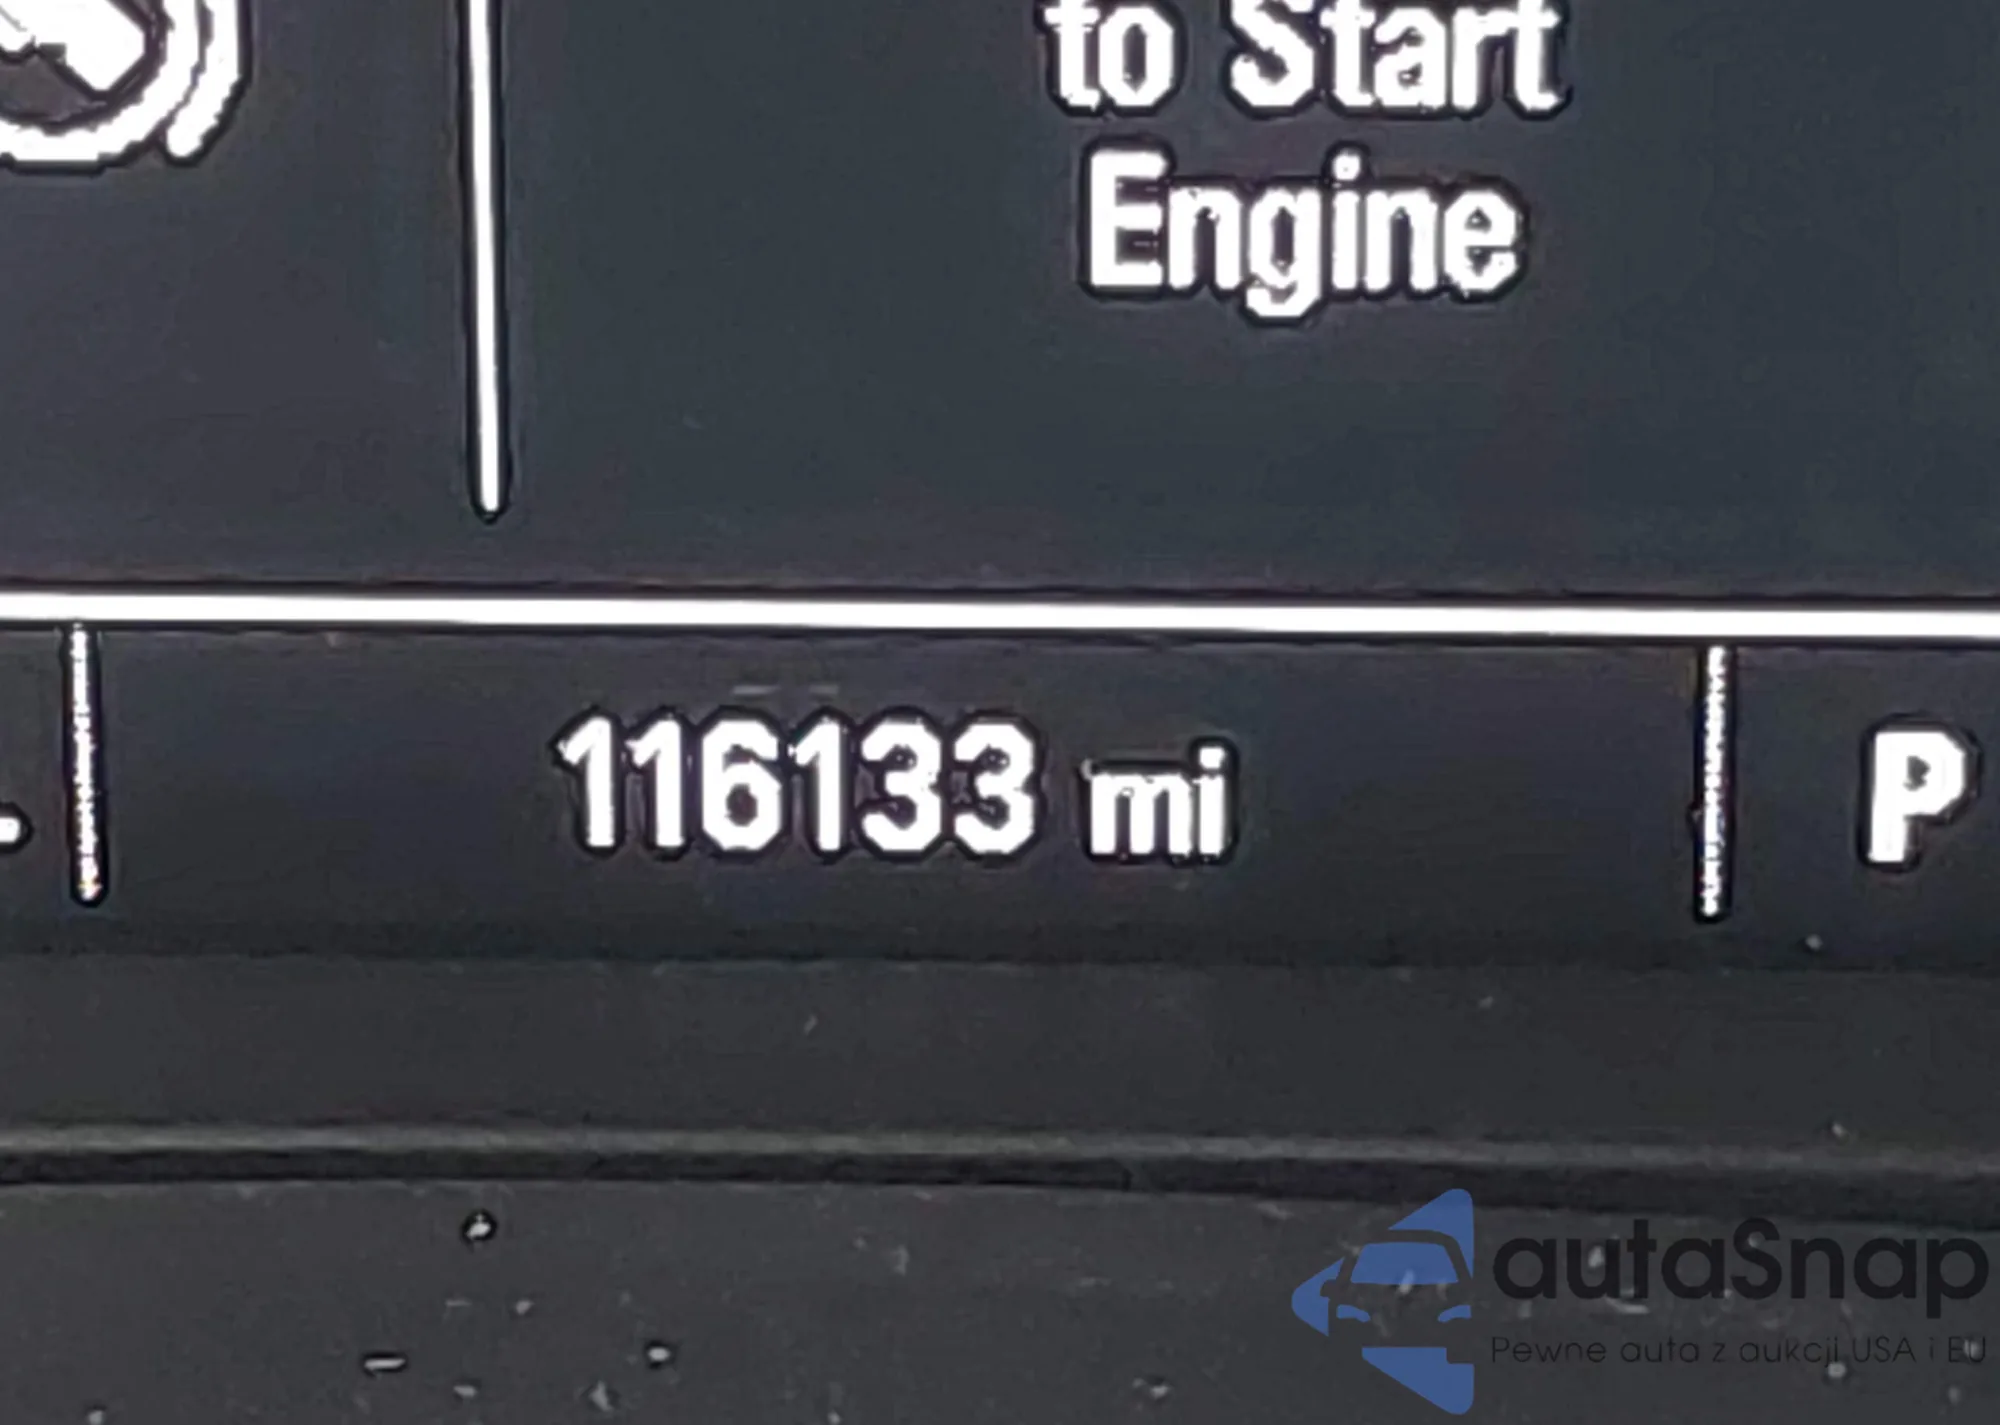 to Start
Engine
116133 mi
P
autaSnap
Pewne auta z aukcji USA i EU